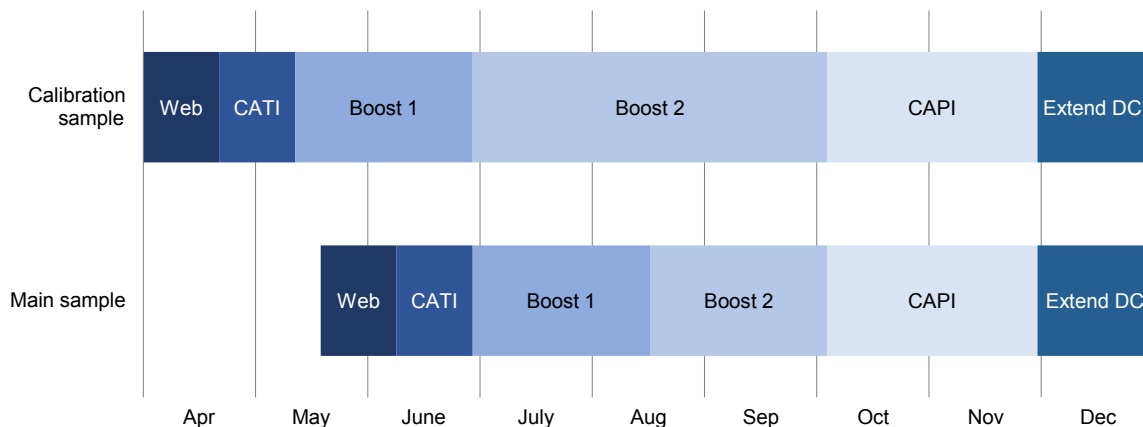 Calibration
sample
Web
CATI
Boost 1
Boost 2
CAPI
Extend DC
Main sample
Web
CATI
Boost 1
Boost 2
CAPI
Extend DC
Apr
May
June
July
Aug
Sep
Oct
Nov
Dec